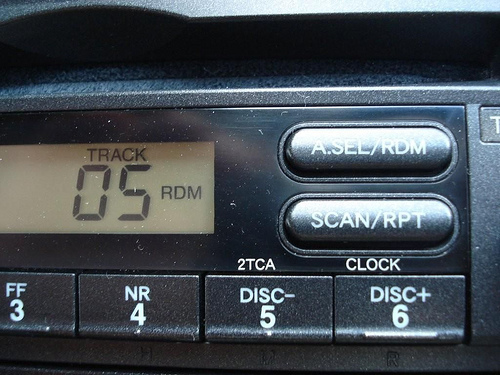 TRACK
05 RDM
A.SEL/RDM
SCAN/RPT
2TCA CLOCK
FF NR DISC- DISC+
3 4 5 6
T